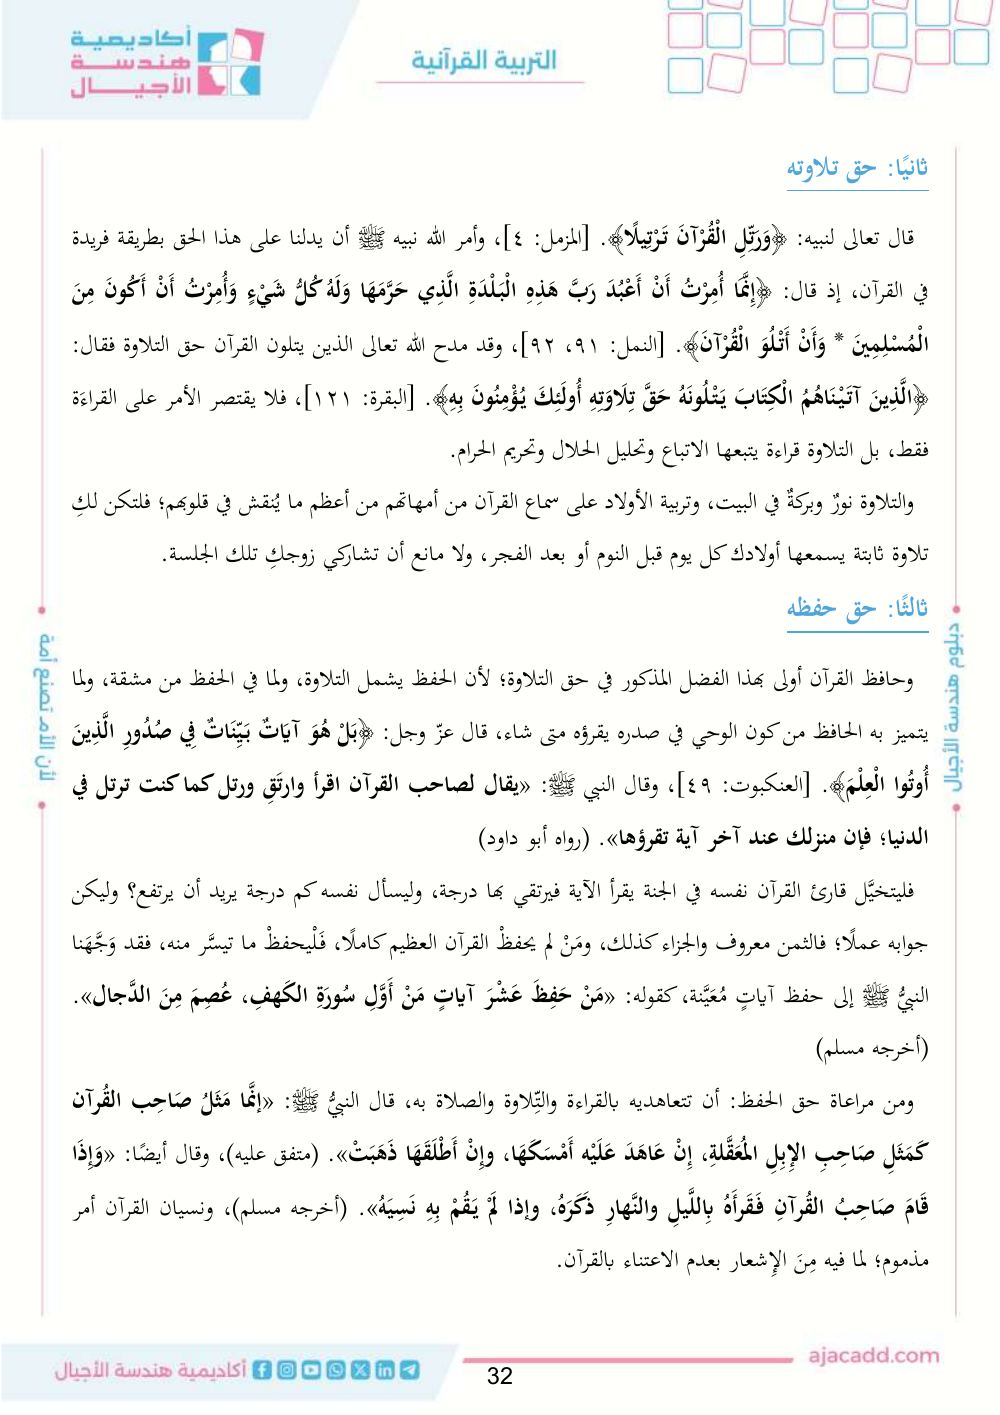 أكاديمية
هندسة
الأجيال
التربية القرآنية
ثانيًا: حق تلاوته
قال تعالى لنبيه: ﴿وَرَتِّلِ الْقُرْآنَ تَرْتِيلًا﴾. [المزمل: ٤]، وأمر الله نبيه ﷺ أن يدلنا على هذا الحق بطريقة فريدة
في القرآن، إذ قال: ﴿إِنَّمَا أُمِرْتُ أَنْ أَعْبُدَ رَبَّ هَذِهِ الْبَلْدَةِ الَّذِي حَرَّمَهَا وَلَهُ كُلُّ شَيْءٍ وَأُمِرْتُ أَنْ أَكُونَ مِنَ
الْمُسْلِمِينَ * وَأَنْ أَتْلُوَ الْقُرْآنَ﴾. [النمل: ٩١، ٩٢]، وقد مدح الله تعالى الذين يتلون القرآن حق التلاوة فقال:
﴿الَّذِينَ آتَيْنَاهُمُ الْكِتَابَ يَتْلُونَهُ حَقَّ تِلَاوَتِهِ أُولَئِكَ يُؤْمِنُونَ بِهِ﴾. [البقرة: ١٢١]، فلا يقتصر الأمر على القراءَة
فقط، بل التلاوة قراءة يتبعها الاتباع وتحليل الحلال وتحريم الحرام.
والتلاوة نورٌ وبركةٌ في البيت، وتربية الأولاد على سماع القرآن من أمهاتهم من أعظم ما يُنقش في قلوبهم؛ فلتكن لكِ
تلاوة ثابتة يسمعها أولادك كل يوم قبل النوم أو بعد الفجر، ولا مانع أن تشاركي زوجكِ تلك الجلسة.
ثالثًا: حق حفظه
وحافظ القرآن أولى بهذا الفضل المذكور في حق التلاوة؛ لأن الحفظ يشمل التلاوة، ولما في الحفظ من مشقة، ولما
يتميز به الحافظ من كون الوحي في صدره يقرؤه متى شاء، قال عزّ وجل: ﴿بَلْ هُوَ آيَاتٌ بَيِّنَاتٌ فِي صُدُورِ الَّذِينَ
أُوتُوا الْعِلْمَ﴾. [العنكبوت: ٤٩]، وقال النبي ﷺ: «يقال لصاحب القرآن اقرأ وارتَقِ ورتل كما كنت ترتل في
الدنيا؛ فإن منزلك عند آخر آية تقرؤها». (رواه أبو داود)
فليتخيَّل قارئ القرآن نفسه في الجنة يقرأ الآية فيرتقي بها درجة، وليسأل نفسه كم درجة يريد أن يرتفع؟ وليكن
جوابه عملًا؛ فالثمن معروف والجزاء كذلك، ومَنْ لم يحفظْ القرآن العظيم كاملًا، فَلْيحفظْ ما تيسَّر منه، فقد وَجَّهَنا
النبيُّ ﷺ إلى حفظ آياتٍ مُعَيَّنة، كقوله: «مَنْ حَفِظَ عَشْرَ آياتٍ مَنْ أَوَّلِ سُورَةِ الكَهفِ، عُصِمَ مِنَ الدَّجال».
(أخرجه مسلم)
ومن مراعاة حق الحفظ: أن تتعاهديه بالقراءة والتِّلاوة والصلاة به، قال النبيُّ ﷺ: «إنَّما مَثَلُ صَاحِب القُرآن
كَمَثَلِ صَاحِبِ الإبِلِ المُعَقَّلةِ، إنْ عَاهَدَ عَلَيْه أمْسَكَهَا، وإنْ أَطْلَقَهَا ذَهَبَتْ». (متفق عليه)، وقال أيضًا: «وَإِذَا
قَامَ صَاحِبُ القُرآنِ فَقَرأَهُ بِاللَّيلِ والنَّهارِ ذَكَرَهُ، وإذا لَمْ يَقُمْ بِهِ نَسِيَهُ». (أخرجه مسلم)، ونسيان القرآن أمر
مذموم؛ لما فيه مِنَ الإشعار بعدم الاعتناء بالقرآن.
دبلوم هندسة الأجيال
لأن الأم تصنع أمة
ajacadd.com
32
أكاديمية هندسة الأجيال